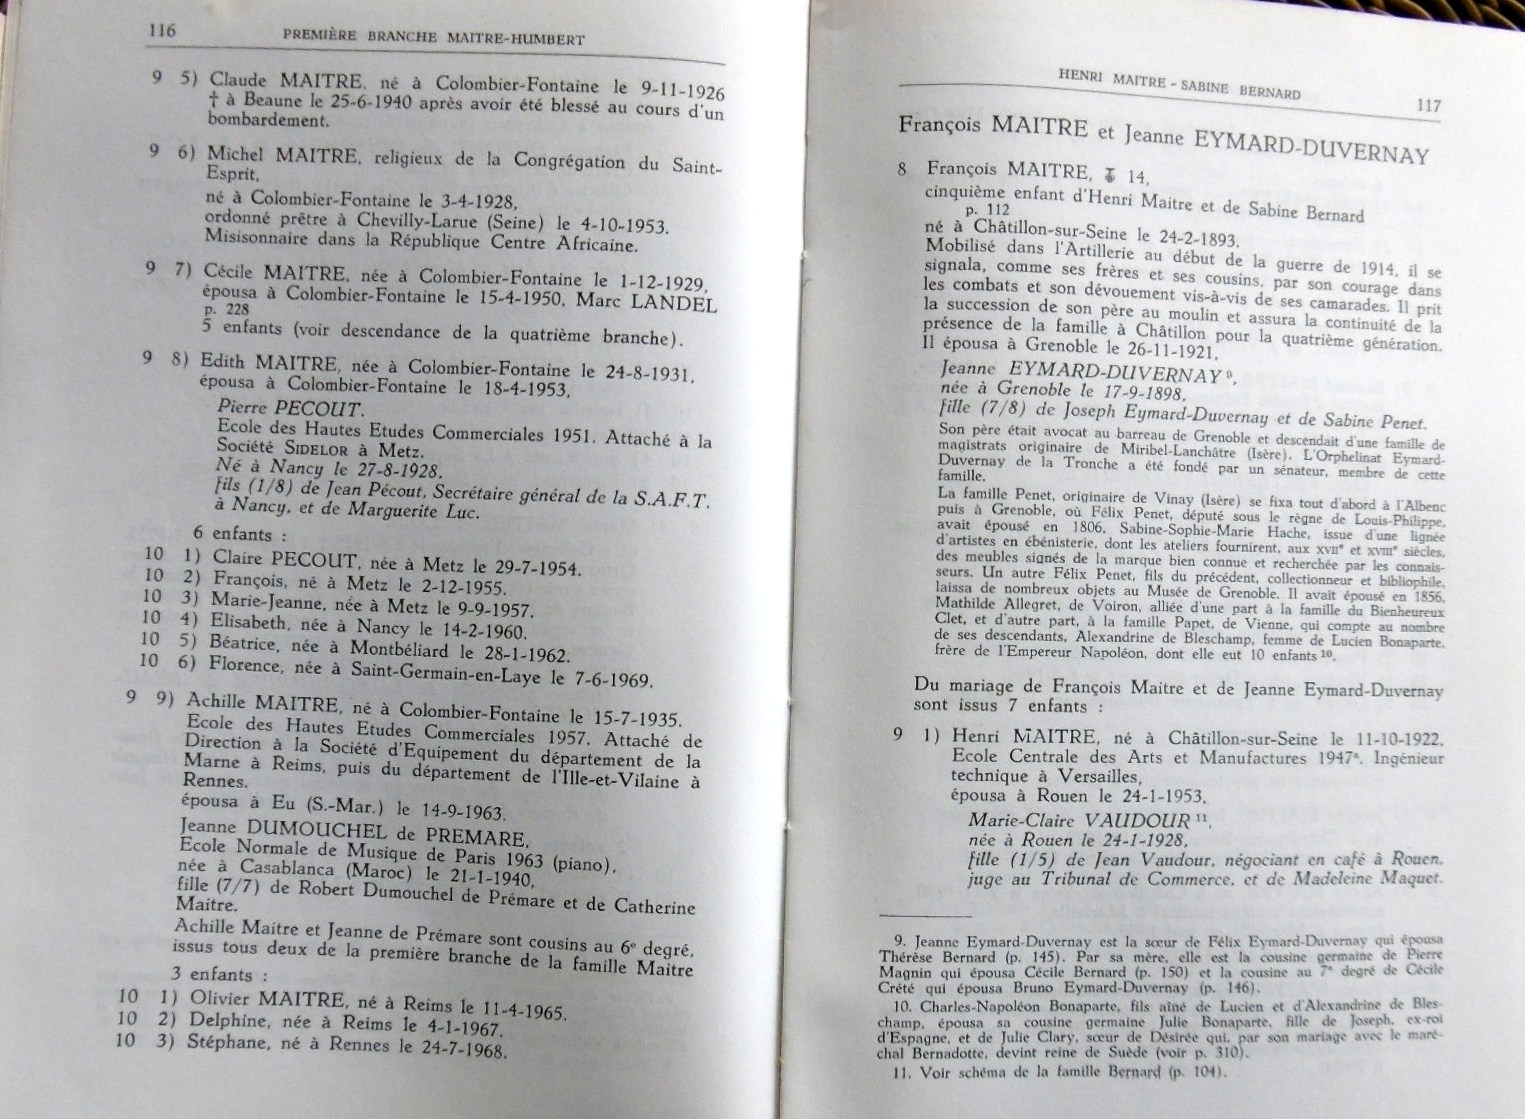 116
PREMIÈRE BRANCHE MAITRE-HUMBERT
9 5) Claude MAITRE, né à Colombier-Fontaine le 9-11-1926
† à Beaune le 25-6-1940 après avoir été blessé au cours d'un
bombardement.
9 6) Michel MAITRE, religieux de la Congrégation du Saint-
Esprit,
né à Colombier-Fontaine le 3-4-1928,
ordonné prêtre à Chevilly-Larue (Seine) le 4-10-1953.
Misisonnaire dans la République Centre Africaine.
9 7) Cécile MAITRE, née à Colombier-Fontaine le 1-12-1929,
épousa à Colombier-Fontaine le 15-4-1950, Marc LANDEL
p. 228
5 enfants (voir descendance de la quatrième branche).
9 8) Edith MAITRE, née à Colombier-Fontaine le 24-8-1931,
épousa à Colombier-Fontaine le 18-4-1953,
Pierre PECOUT.
Ecole des Hautes Etudes Commerciales 1951. Attaché à la
Société SIDELOR à Metz.
Né à Nancy le 27-8-1928.
fils (1/8) de Jean Pécout, Secrétaire général de la S.A.F.T.
à Nancy, et de Marguerite Luc.
6 enfants :
10 1) Claire PECOUT, née à Metz le 29-7-1954.
10 2) François, né à Metz le 2-12-1955.
10 3) Marie-Jeanne, née à Metz le 9-9-1957.
10 4) Elisabeth, née à Nancy le 14-2-1960.
10 5) Béatrice, née à Montbéliard le 28-1-1962.
10 6) Florence, née à Saint-Germain-en-Laye le 7-6-1969.
9 9) Achille MAITRE, né à Colombier-Fontaine le 15-7-1935.
Ecole des Hautes Etudes Commerciales 1957. Attaché de
Direction à la Société d'Equipement du département de la
Marne à Reims, puis du département de l'Ille-et-Vilaine à
Rennes.
épousa à Eu (S.-Mar.) le 14-9-1963.
Jeanne DUMOUCHEL de PREMARE,
Ecole Normale de Musique de Paris 1963 (piano),
née à Casablanca (Maroc) le 21-1-1940,
fille (7/7) de Robert Dumouchel de Prémare et de Catherine
Maitre.
Achille Maitre et Jeanne de Prémare sont cousins au 6e degré,
issus tous deux de la première branche de la famille Maitre
3 enfants :
10 1) Olivier MAITRE, né à Reims le 11-4-1965.
10 2) Delphine, née à Reims le 4-1-1967.
10 3) Stéphane, né à Rennes le 24-7-1968.
HENRI MAITRE - SABINE BERNARD
117
François MAITRE et Jeanne EYMARD-DUVERNAY
8 François MAITRE, 14,
cinquième enfant d'Henri Maitre et de Sabine Bernard
p. 112
né à Châtillon-sur-Seine le 24-2-1893.
Mobilisé dans l'Artillerie au début de la guerre de 1914, il se
signala, comme ses frères et ses cousins, par son courage dans
les combats et son dévouement vis-à-vis de ses camarades. Il prit
la succession de son père au moulin et assura la continuité de la
présence de la famille à Châtillon pour la quatrième génération.
Il épousa à Grenoble le 26-11-1921,
Jeanne EYMARD-DUVERNAY 9,
née à Grenoble le 17-9-1898,
fille (7/8) de Joseph Eymard-Duvernay et de Sabine Penet.
Son père était avocat au barreau de Grenoble et descendait d'une famille de
magistrats originaire de Miribel-Lanchâtre (Isère). L'Orphelinat Eymard-
Duvernay de la Tronche a été fondé par un sénateur, membre de cette
famille.
La famille Penet, originaire de Vinay (Isère) se fixa tout d'abord à l'Albenc
puis à Grenoble, où Félix Penet, député sous le règne de Louis-Philippe,
avait épousé en 1806, Sabine-Sophie-Marie Hache, issue d'une lignée
d'artistes en ébénisterie, dont les ateliers fournirent, aux XVIIe et XVIIIe siècles,
des meubles signés de la marque bien connue et recherchée par les connais-
seurs. Un autre Félix Penet, fils du précédent, collectionneur et bibliophile,
laissa de nombreux objets au Musée de Grenoble. Il avait épousé en 1856,
Mathilde Allegret, de Voiron, alliée d'une part à la famille du Bienheureux
Clet, et d'autre part, à la famille Papet, de Vienne, qui compte au nombre
de ses descendants, Alexandrine de Bleschamp, femme de Lucien Bonaparte,
frère de l'Empereur Napoléon, dont elle eut 10 enfants 10.
Du mariage de François Maitre et de Jeanne Eymard-Duvernay
sont issus 7 enfants :
9 1) Henri MAITRE, né à Châtillon-sur-Seine le 11-10-1922,
Ecole Centrale des Arts et Manufactures 1947a. Ingénieur
technique à Versailles,
épousa à Rouen le 24-1-1953,
Marie-Claire VAUDOUR 11,
née à Rouen le 24-1-1928,
fille (1/5) de Jean Vaudour, négociant en café à Rouen,
juge au Tribunal de Commerce, et de Madeleine Maquet.
9. Jeanne Eymard-Duvernay est la sœur de Félix Eymard-Duvernay qui épousa
Thérèse Bernard (p. 145). Par sa mère, elle est la cousine germaine de Pierre
Magnin qui épousa Cécile Bernard (p. 150) et la cousine au 7e degré de Cécile
Crété qui épousa Bruno Eymard-Duvernay (p. 146).
10. Charles-Napoléon Bonaparte, fils aîné de Lucien et d'Alexandrine de Bles-
champ, épousa sa cousine germaine Julie Bonaparte, fille de Joseph, ex-roi
d'Espagne, et de Julie Clary, sœur de Désirée qui, par son mariage avec le maré-
chal Bernadotte, devint reine de Suède (voir p. 310).
11. Voir schéma de la famille Bernard (p. 104).